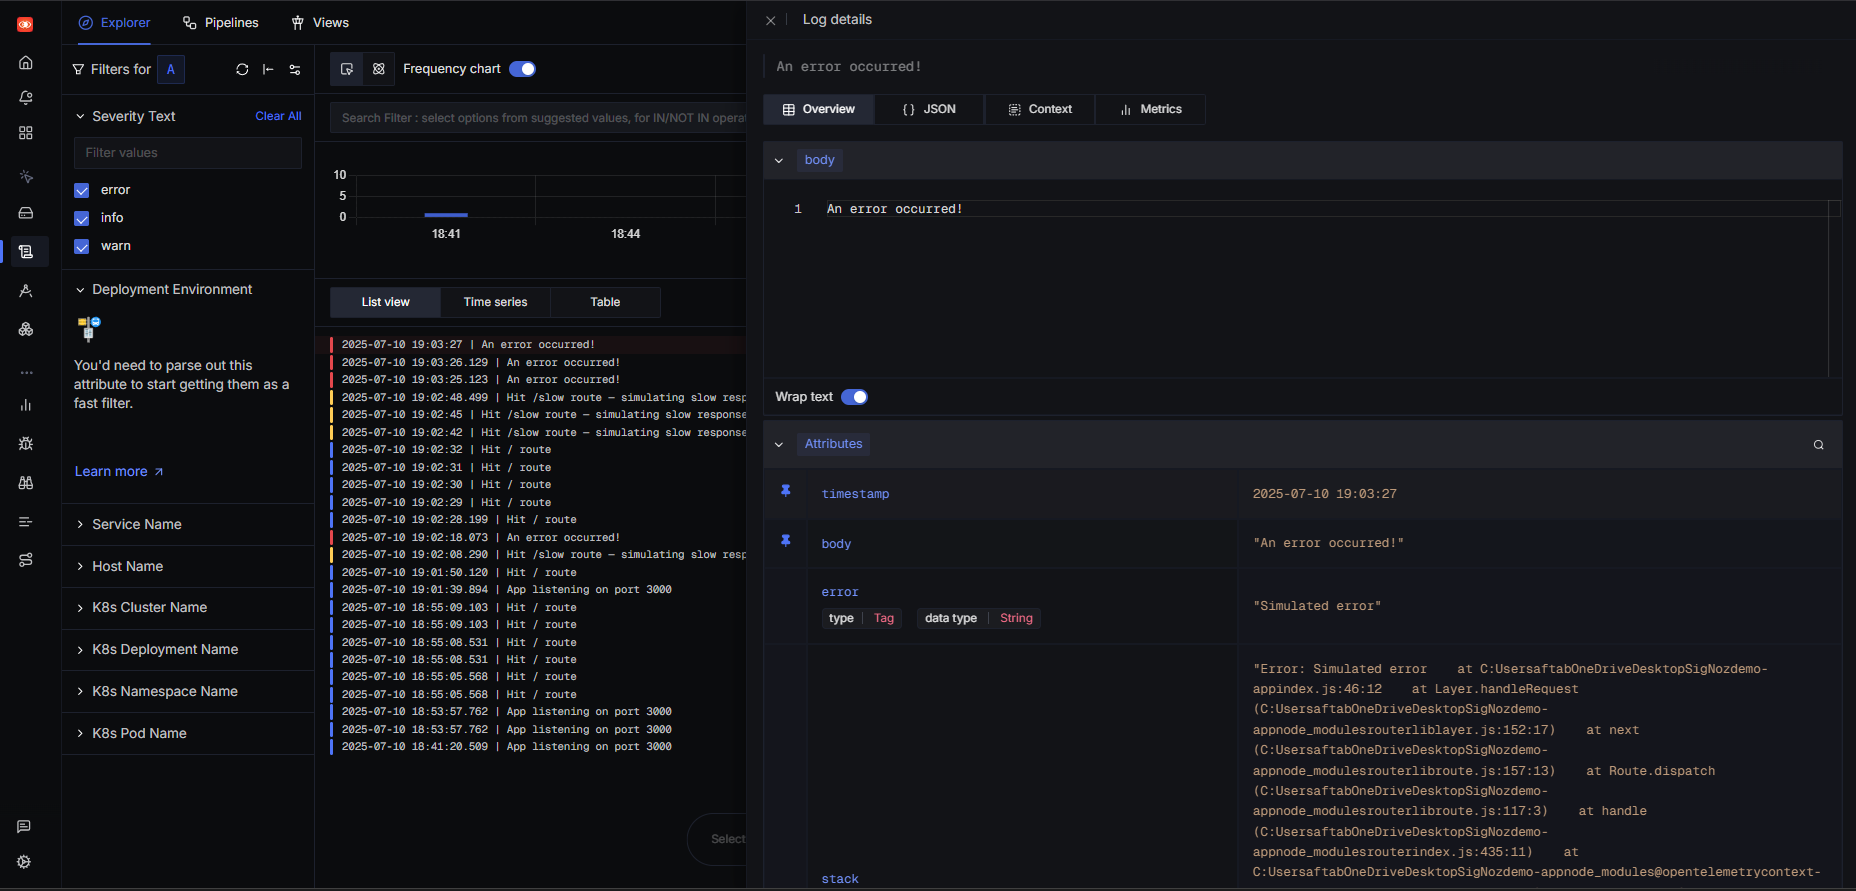 Explorer
Pipelines
Views
Filters for
A
Severity Text
Clear All
Filter values
error
info
warn
Deployment Environment
You'd need to parse out this
attribute to start getting them as a
fast filter.
Learn more
Service Name
Host Name
K8s Cluster Name
K8s Deployment Name
K8s Namespace Name
K8s Pod Name
Frequency chart
Search Filter : select options from suggested values, for IN/NOT IN operat
10
5
0
18:41
18:44
List view
Time series
Table
2025-07-10 19:03:27 | An error occurred!
2025-07-10 19:03:26.129 | An error occurred!
2025-07-10 19:03:25.123 | An error occurred!
2025-07-10 19:02:48.499 | Hit /slow route – simulating slow resp
2025-07-10 19:02:45 | Hit /slow route – simulating slow response
2025-07-10 19:02:42 | Hit /slow route – simulating slow response
2025-07-10 19:02:32 | Hit / route
2025-07-10 19:02:31 | Hit / route
2025-07-10 19:02:30 | Hit / route
2025-07-10 19:02:29 | Hit / route
2025-07-10 19:02:28.199 | Hit / route
2025-07-10 19:02:18.073 | An error occurred!
2025-07-10 19:02:08.290 | Hit /slow route – simulating slow resp
2025-07-10 19:01:50.120 | Hit / route
2025-07-10 19:01:39.894 | App listening on port 3000
2025-07-10 18:55:09.103 | Hit / route
2025-07-10 18:55:09.103 | Hit / route
2025-07-10 18:55:08.531 | Hit / route
2025-07-10 18:55:08.531 | Hit / route
2025-07-10 18:55:05.568 | Hit / route
2025-07-10 18:55:05.568 | Hit / route
2025-07-10 18:53:57.762 | App listening on port 3000
2025-07-10 18:53:57.762 | App listening on port 3000
2025-07-10 18:41:20.509 | App listening on port 3000
Select
Log details
An error occurred!
Overview
{ } JSON
Context
Metrics
body
1 An error occurred!
Wrap text
Attributes
timestamp
2025-07-10 19:03:27
body
"An error occurred!"
error
type | Tag
data type | String
"Simulated error"
stack
"Error: Simulated error at C:UsersaftabOneDriveDesktopSigNozdemo-
appindex.js:46:12 at Layer.handleRequest
(C:UsersaftabOneDriveDesktopSigNozdemo-
appnode_modulesrouterliblayer.js:152:17) at next
(C:UsersaftabOneDriveDesktopSigNozdemo-
appnode_modulesrouterlibroute.js:157:13) at Route.dispatch
(C:UsersaftabOneDriveDesktopSigNozdemo-
appnode_modulesrouterlibroute.js:117:3) at handle
(C:UsersaftabOneDriveDesktopSigNozdemo-
appnode_modulesrouterindex.js:435:11) at
C:UsersaftabOneDriveDesktopSigNozdemo-appnode_modules@opentelemetrycontext-